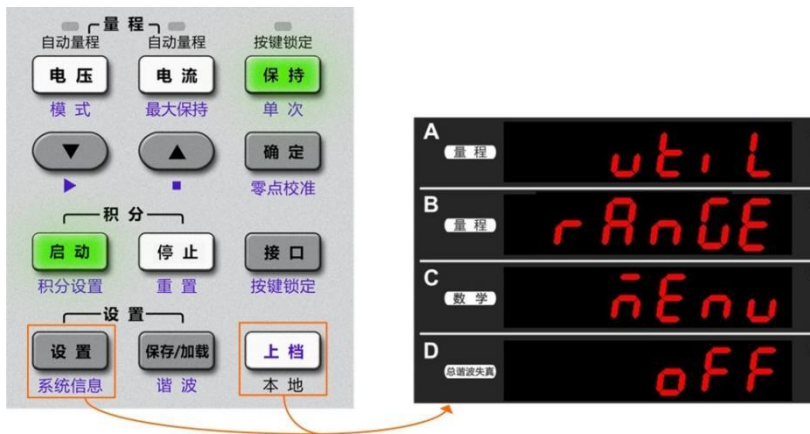 量 程
自动量程 自动量程 按键锁定
电 压 电 流 保 持
模 式 最大保持 单 次
▼ ▲ 确 定
▶ ■ 零点校准
积 分
启 动 停 止 接 口
积分设置 重 置 按键锁定
设 置
设 置 保存/加载 上 档
系统信息 谐 波 本 地
A 量 程 utiL
B 量 程 rAnGE
C 数 学 n̄Enu
D 总谐波失真 oFF